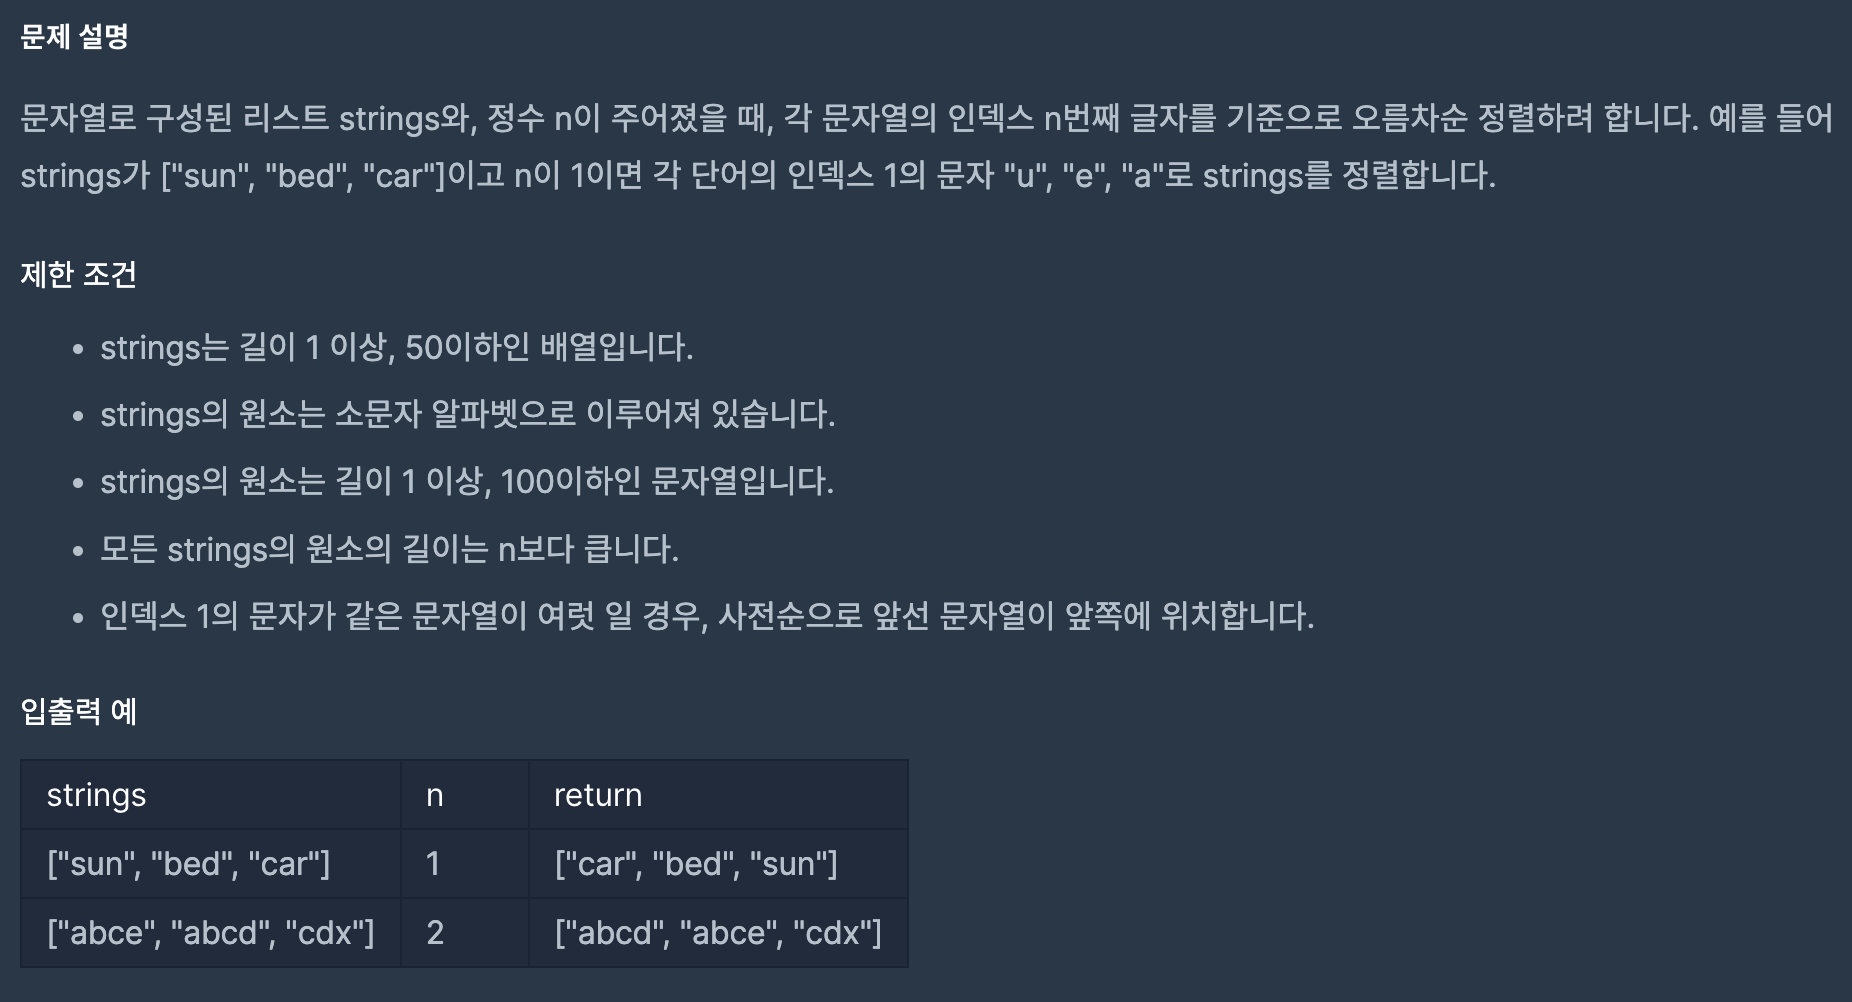 문제 설명
문자열로 구성된 리스트 strings와, 정수 n이 주어졌을 때, 각 문자열의 인덱스 n번째 글자를 기준으로 오름차순 정렬하려 합니다. 예를 들어
strings가 ["sun", "bed", "car"]이고 n이 1이면 각 단어의 인덱스 1의 문자 "u", "e", "a"로 strings를 정렬합니다.
제한 조건
• strings는 길이 1 이상, 50이하인 배열입니다.
• strings의 원소는 소문자 알파벳으로 이루어져 있습니다.
• strings의 원소는 길이 1 이상, 100이하인 문자열입니다.
• 모든 strings의 원소의 길이는 n보다 큽니다.
• 인덱스 1의 문자가 같은 문자열이 여럿 일 경우, 사전순으로 앞선 문자열이 앞쪽에 위치합니다.
입출력 예
strings n return
["sun", "bed", "car"] 1 ["car", "bed", "sun"]
["abce", "abcd", "cdx"] 2 ["abcd", "abce", "cdx"]